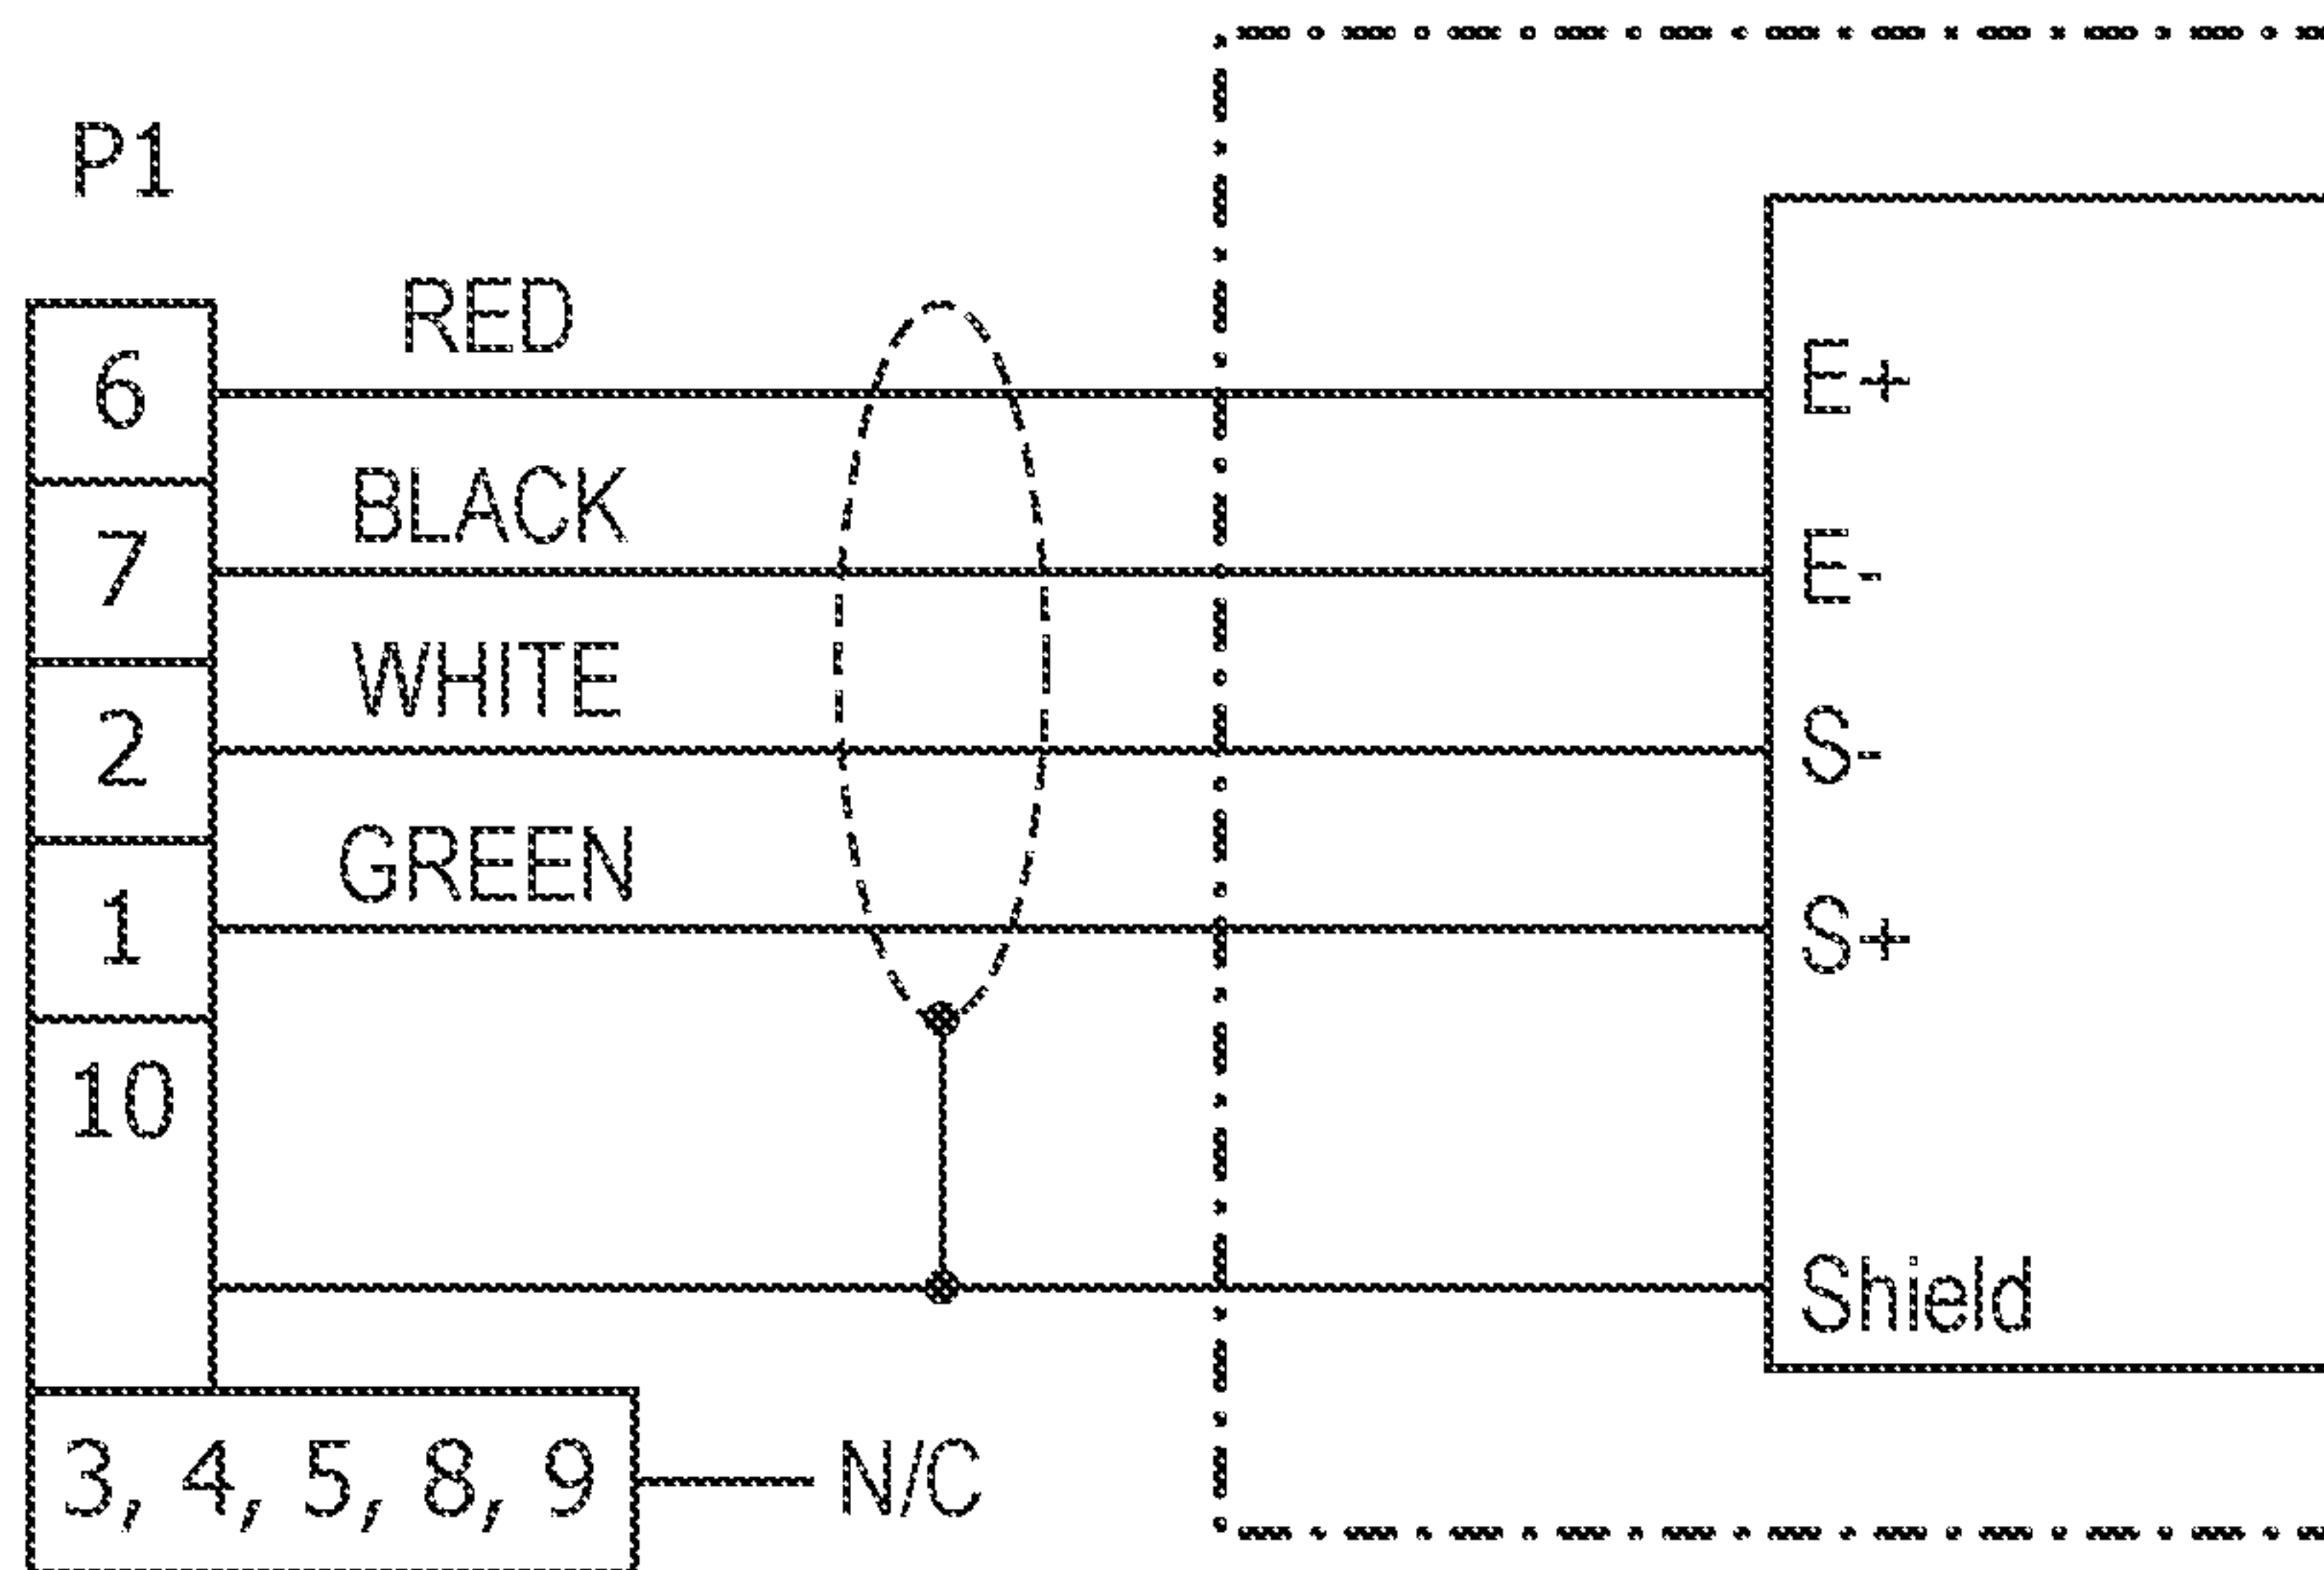 P1
6 RED E+
7 BLACK E-
2 WHITE S-
1 GREEN S+
10
Shield
3, 4, 5, 8, 9 N/C